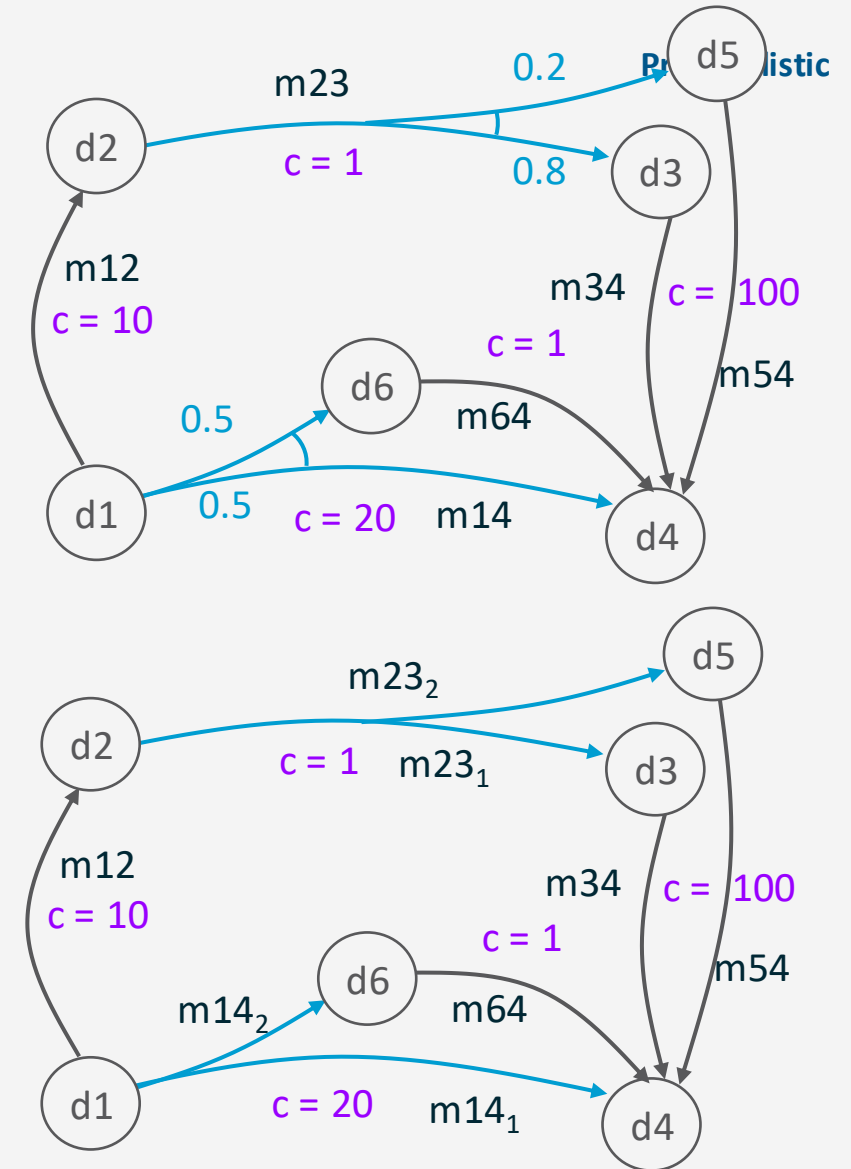 d5
Pr listic
0.2
m23
d2
c = 1
0.8
d3
m12
c = 10
m34
c = 100
c = 1
d6
m54
0.5
m64
0.5
c = 20
m14
d1
d4
d5
m23₂
d2
c = 1
m23₁
d3
m12
c = 10
m34
c = 100
c = 1
d6
m54
m14₂
m64
d1
c = 20
m14₁
d4